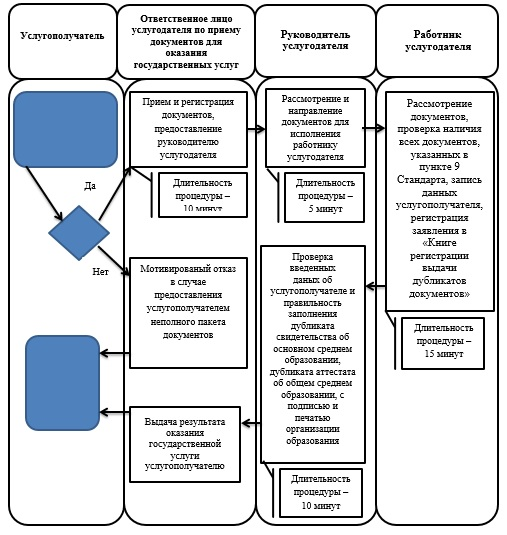 Услугополучатель
Ответственное лицо
услугодателя по приему
документов для
оказания
государственных услуг
Руководитель
услугодателя
Работник
услугодателя
Прием и регистрация
документов,
предоставление
руководителю
услугодателя
Длительность
процедуры –
10 минут
Рассмотрение и
направление
документов для
исполнения
работнику
услугодателя
Длительность
процедуры –
5 минут
Рассмотрение
документов,
проверка наличия
всех документов,
указанных в
пункте 9
Стандарта, запись
данных
услугополучателя,
регистрация
заявления в
«Книге
регистрации
выдачи
дубликатов
документов»
Длительность
процедуры –
15 минут
Да
Нет
Мотивированый отказ
в случае
предоставления
услугополучателем
неполного пакета
документов
Проверка
введенных
даных об
услугополучателе и
правильность
заполнения
дубликата
свидетельства об
основном среднем
образовании,
дубликата аттестата
об общем среднем
образовании, с
подписью и
печатью
организации
образования
Длительность
процедуры –
10 минут
Выдача результата
оказания
государственной
услуги
услугополучателю